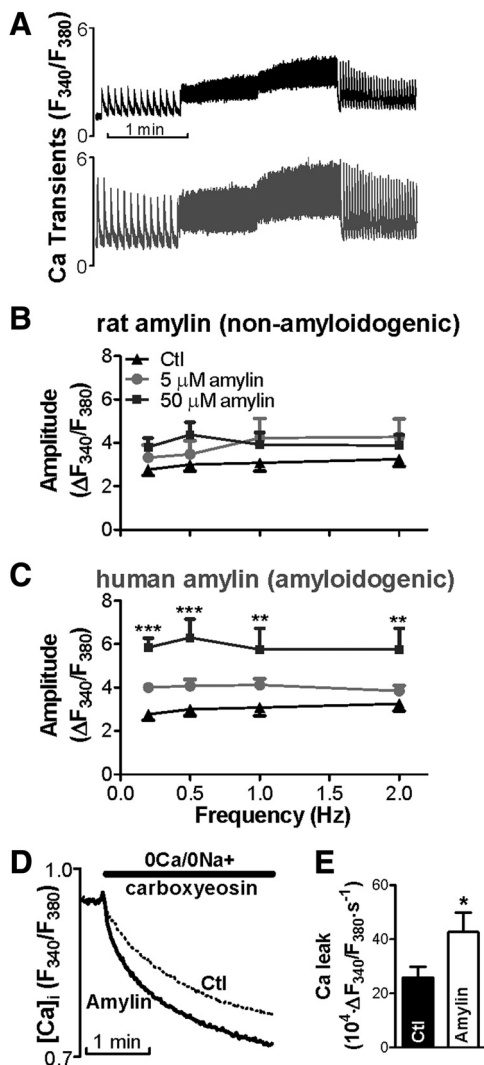 A
Ca Transients (F340/F380)
6
2
0
1 min
6
0
B
rat amylin (non-amyloidogenic)
Ctl
5 μM amylin
50 μM amylin
Amplitude
(ΔF340/F380)
8
6
4
2
0
C
human amylin (amyloidogenic)
Amplitude
(ΔF340/F380)
8
6
4
2
0
*** *** ** **
0.0 0.5 1.0 1.5 2.0
Frequency (Hz)
D
[Ca]i (F340/F380)
1.0
0.7
0Ca/0Na+
carboxyeosin
Ctl
Amylin
1 min
E
Ca leak
(10⁴·ΔF340/F380·s⁻¹)
60
40
20
0
*
Ctl
Amylin